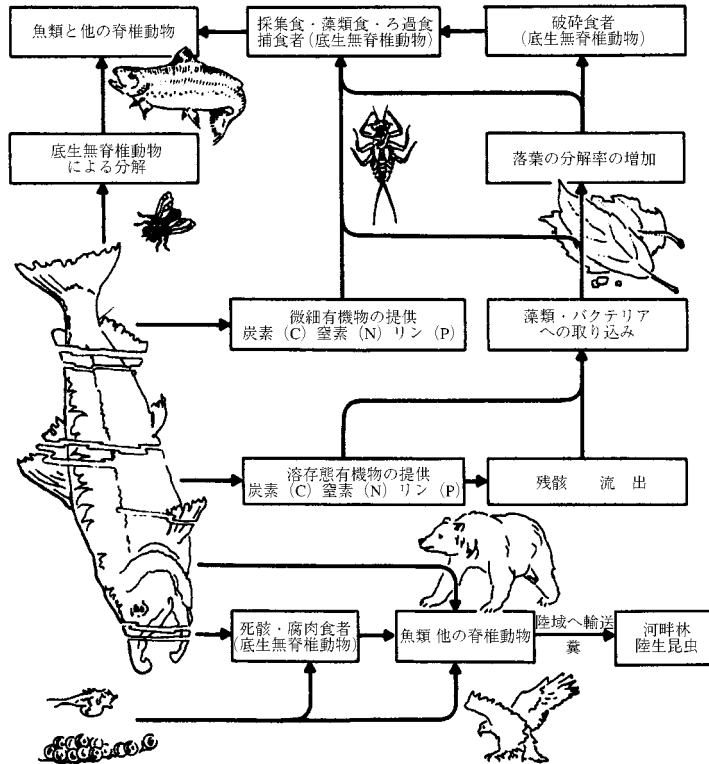 魚類と他の脊椎動物
採集食・藻類食・ろ過食
捕食者(底生無脊椎動物)
破砕食者
(底生無脊椎動物)
底生無脊椎動物
による分解
落葉の分解率の増加
微細有機物の提供
炭素 (C) 窒素 (N) リン (P)
藻類・バクテリア
への取り込み
溶存態有機物の提供
炭素 (C) 窒素 (N) リン (P)
残骸 流出
死骸・腐肉食者
(底生無脊椎動物)
魚類 他の脊椎動物
陸域へ輸送
糞
河畔林
陸生昆虫